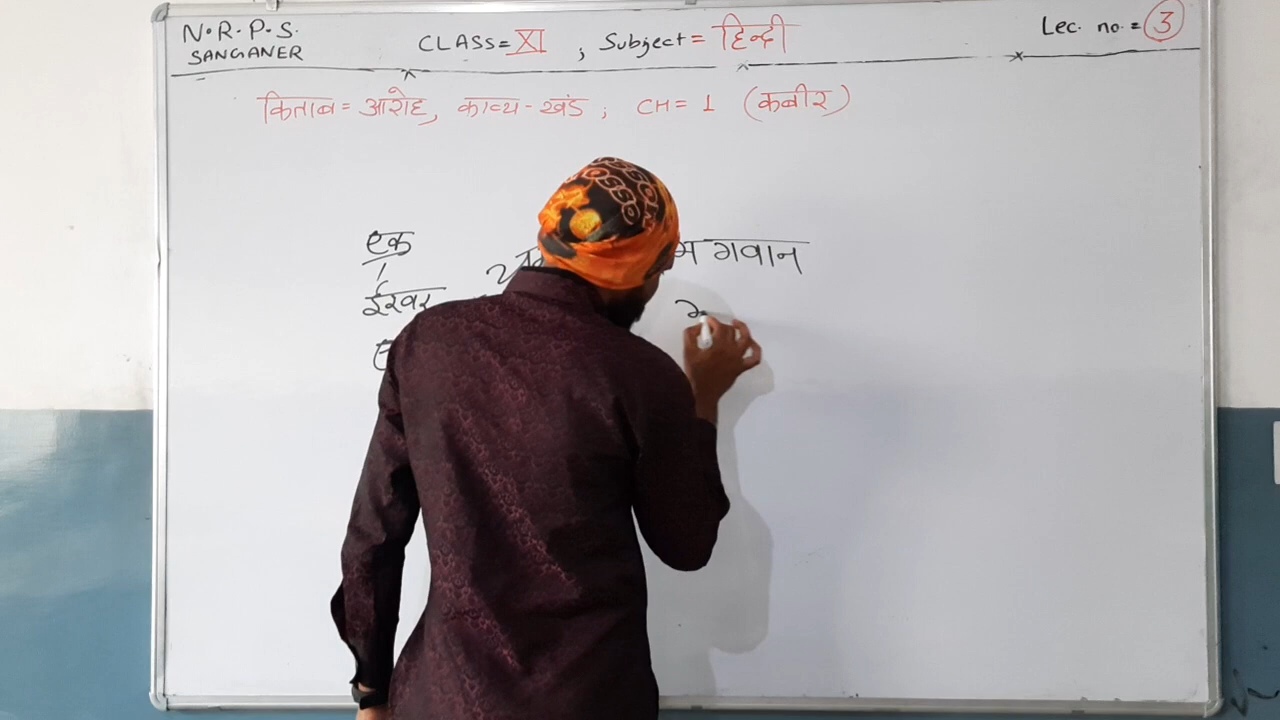 N.R.P.S.
SANGANER
CLASS= XI , Subject= हिन्दी
Lec. no.= 3
किताब= आरोह, काव्य-खंड ; CH= 1 (कबीर)
एक
भगवान
ईश्वर